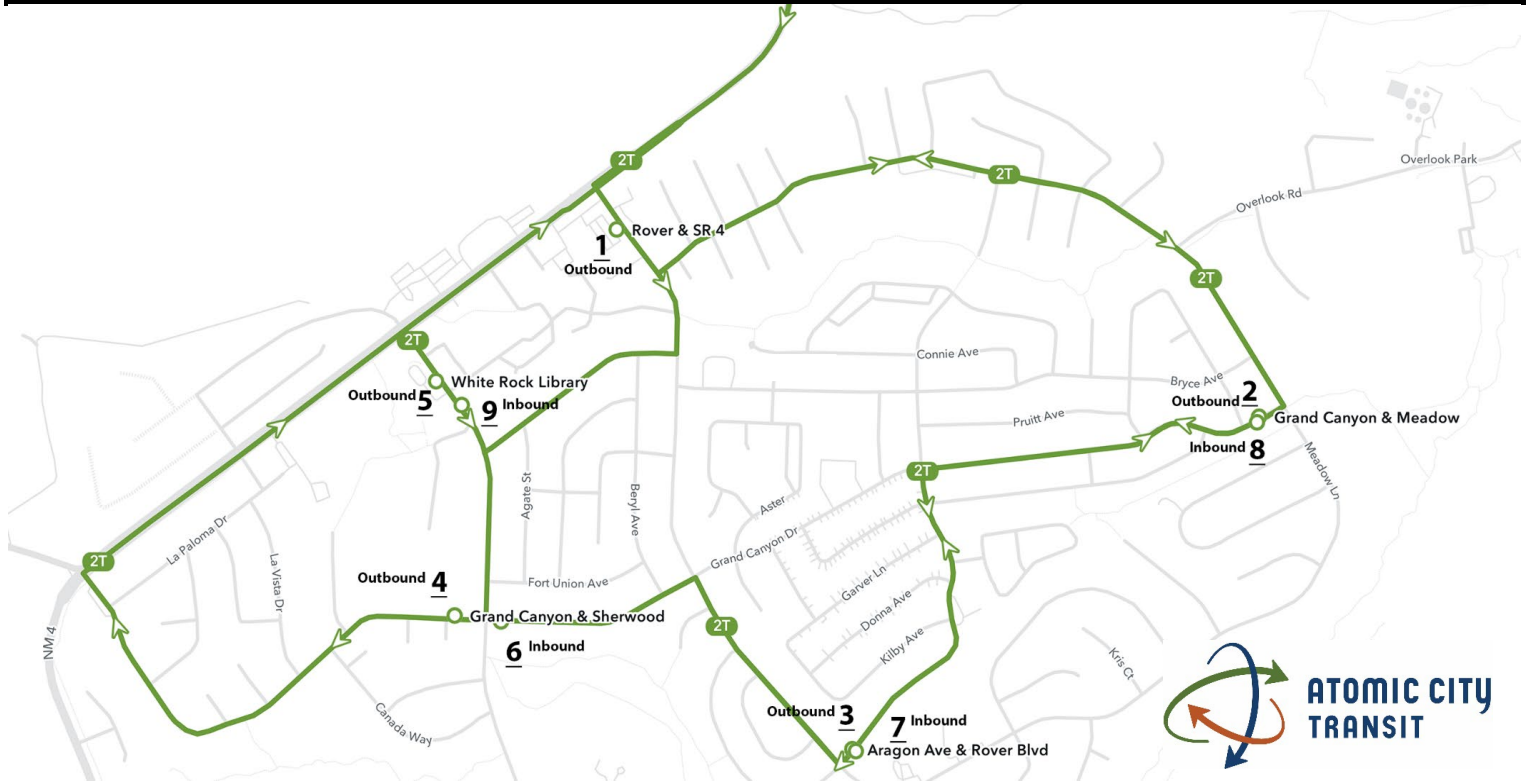 2T
Overlook Park
Overlook Rd
2T
Rover & SR 4
1
Outbound
2T
2T
2T
Connie Ave
White Rock Library
Outbound 5
9 Inbound
Bryce Ave
Outbound 2
Grand Canyon & Meadow
Inbound 8
Pruitt Ave
Meadow Ln
2T
Agate St
Beryl Ave
Aster
Grand Canyon Dr
La Paloma Dr
La Vista Dr
2T
Garver Ln
Donna Ave
Kilby Ave
Outbound 4
Fort Union Ave
Grand Canyon & Sherwood
6 Inbound
2T
NM 4
Canada Way
Kris Ct
Outbound 3
7 Inbound
Aragon Ave & Rover Blvd
ATOMIC CITY
TRANSIT